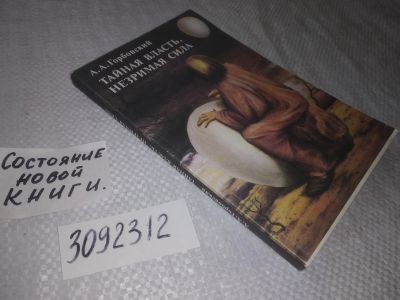 А.А.Горбовский
ТАЙНАЯ ВЛАСТЬ.
НЕЗРИМАЯ СИЛА
Состояние
новой
КНИГИ.
3092312